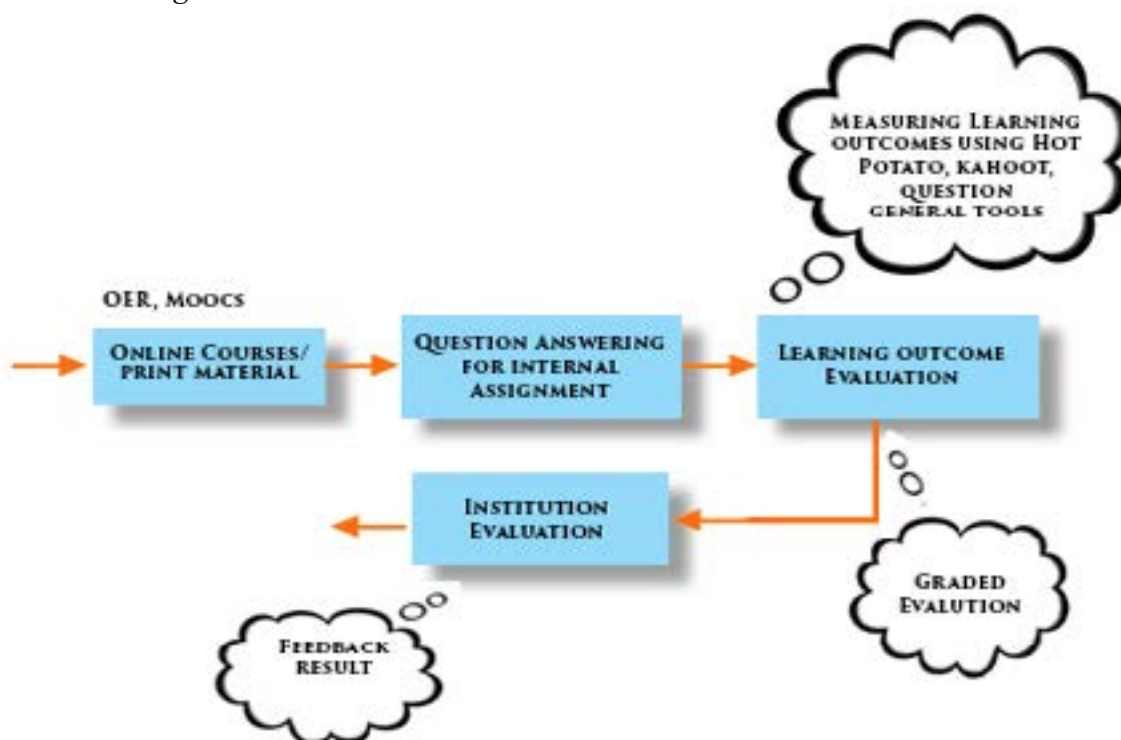 MEASURING LEARNING
OUTCOMES USING HOT
POTATO, KAHOOT,
QUESTION
GENERAL TOOLS
OER, MOOCS
ONLINE COURSES/
PRINT MATERIAL
QUESTION ANSWERING
FOR INTERNAL
ASSIGNMENT
LEARNING OUTCOME
EVALUATION
INSTITUTION
EVALUATION
GRADED
EVALUTION
FEEDBACK
RESULT